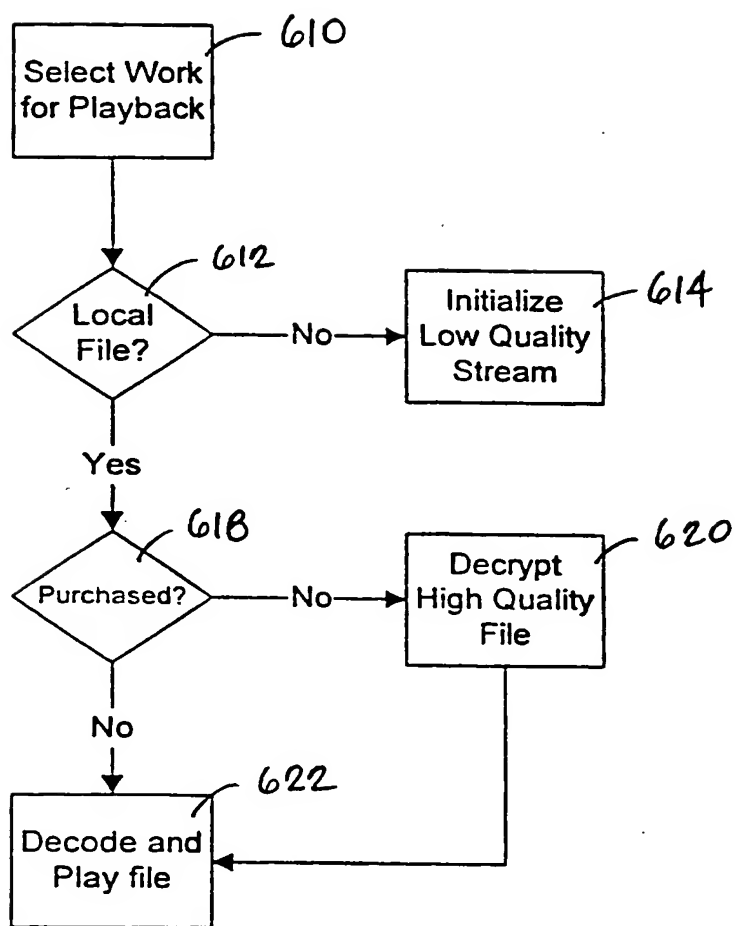 610
Select Work
for Playback
612
Local
File?
No
614
Initialize
Low Quality
Stream
Yes
618
Purchased?
No
620
Decrypt
High Quality
File
No
622
Decode and
Play file